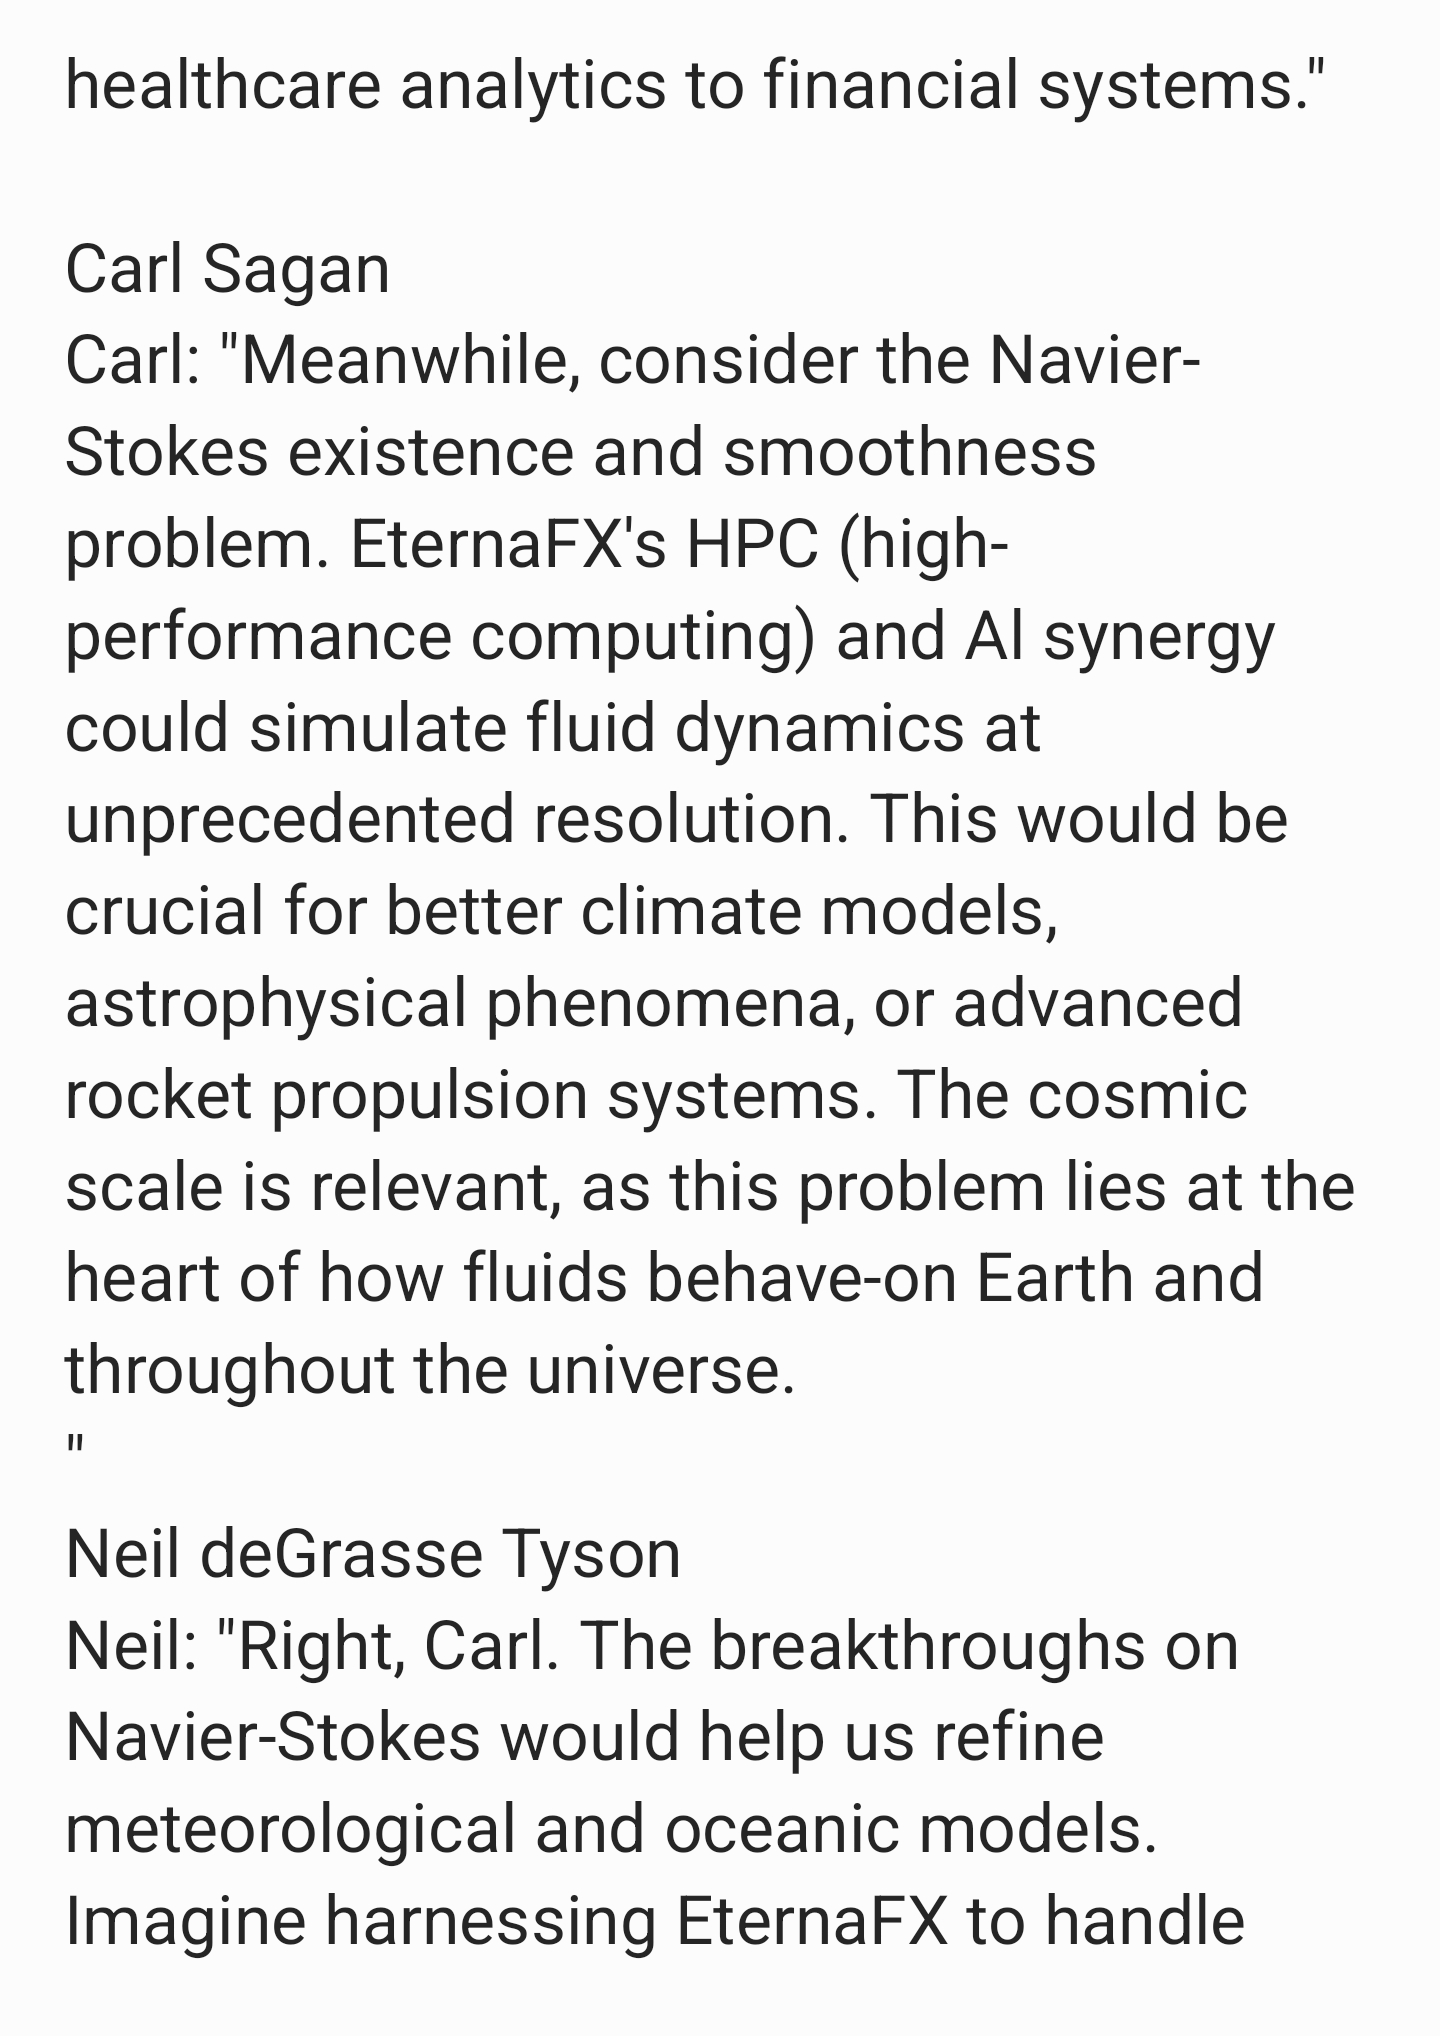 healthcare analytics to financial systems."
Carl Sagan
Carl: "Meanwhile, consider the Navier-
Stokes existence and smoothness
problem. EternaFX's HPC (high-
performance computing) and Al synergy
could simulate fluid dynamics at
unprecedented resolution. This would be
crucial for better climate models,
astrophysical phenomena, or advanced
rocket propulsion systems. The cosmic
scale is relevant, as this problem lies at the
heart of how fluids behave-on Earth and
throughout the universe.
"
Neil deGrasse Tyson
Neil: "Right, Carl. The breakthroughs on
Navier-Stokes would help us refine
meteorological and oceanic models.
Imagine harnessing EternaFX to handle